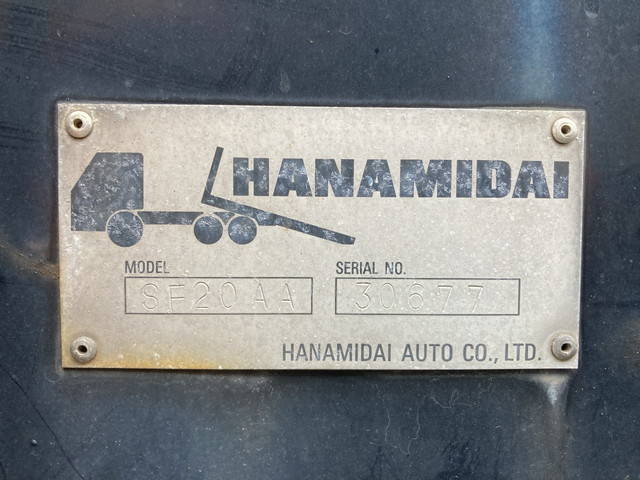 HANAMIDAI
MODEL SERIAL NO.
SF20AA 30677
HANAMIDAI AUTO CO., LTD.